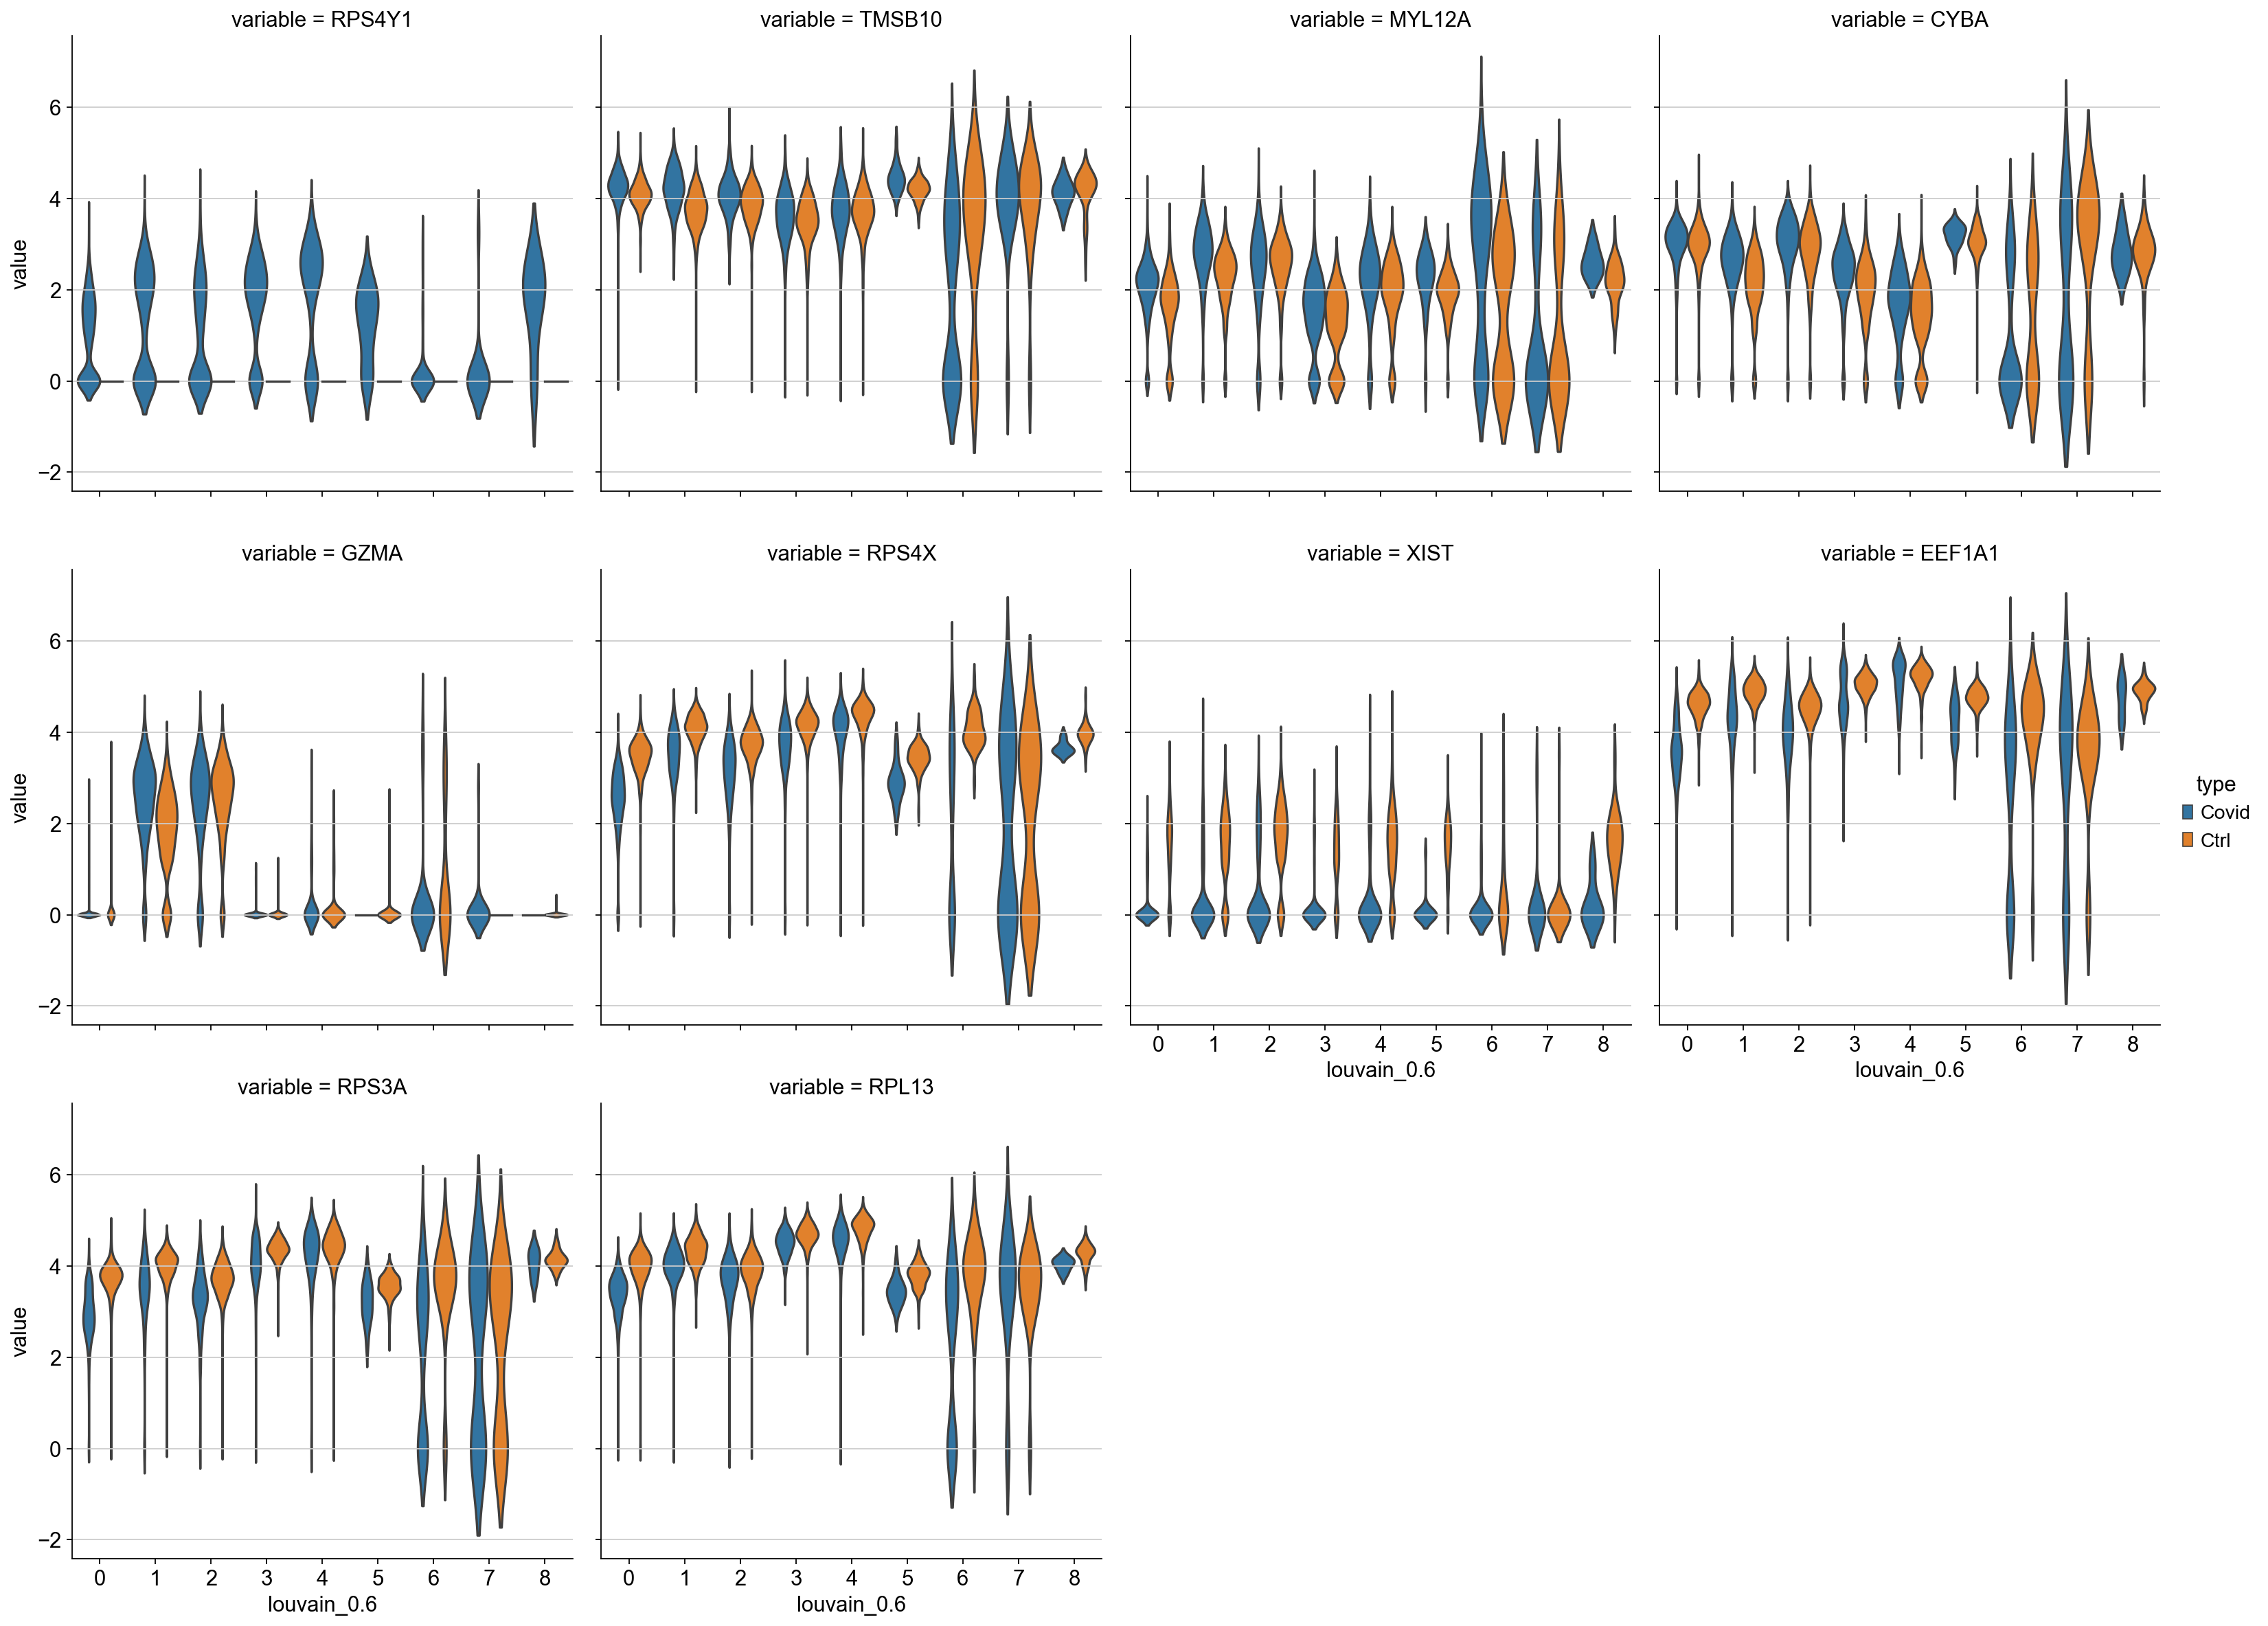 variable = RPS4Y1
variable = TMSB10
variable = MYL12A
variable = CYBA
value
6
4
2
0
−2
variable = GZMA
variable = RPS4X
variable = XIST
variable = EEF1A1
value
6
4
2
0
−2
0 1 2 3 4 5 6 7 8
louvain_0.6
0 1 2 3 4 5 6 7 8
louvain_0.6
type
Covid
Ctrl
variable = RPS3A
variable = RPL13
value
6
4
2
0
−2
0 1 2 3 4 5 6 7 8
louvain_0.6
0 1 2 3 4 5 6 7 8
louvain_0.6